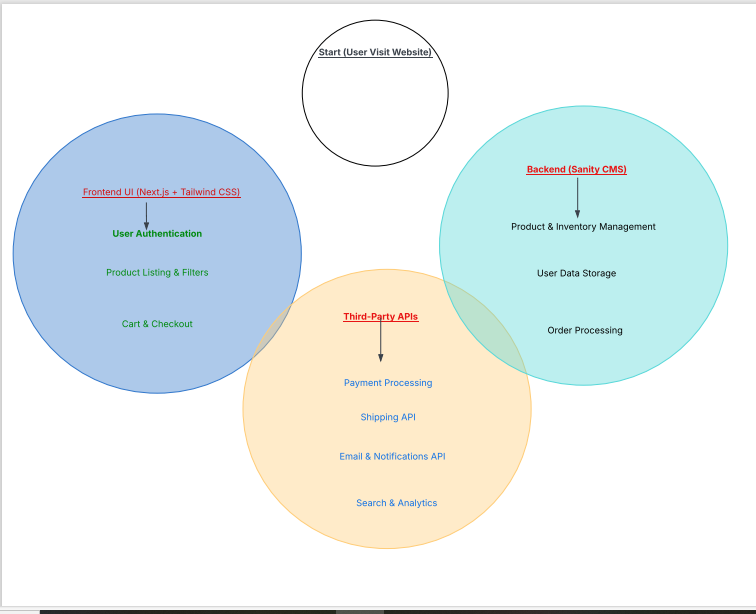 Start (User Visit Website)
Frontend UI (Next.js + Tailwind CSS)
User Authentication
Product Listing & Filters
Cart & Checkout
Backend (Sanity CMS)
Product & Inventory Management
User Data Storage
Order Processing
Third-Party APIs
Payment Processing
Shipping API
Email & Notifications API
Search & Analytics